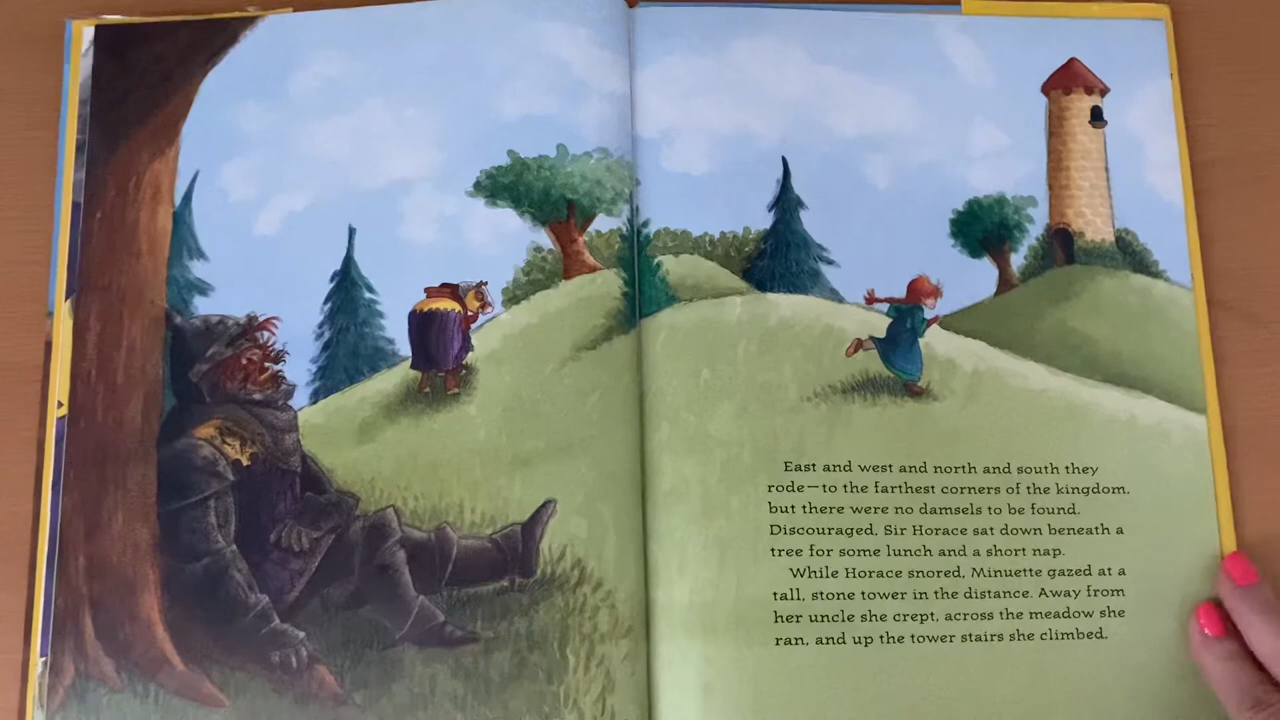 East and west and north and south they
rode—to the farthest corners of the kingdom,
but there were no damsels to be found.
Discouraged, Sir Horace sat down beneath a
tree for some lunch and a short nap.
While Horace snored, Minuette gazed at a
tall, stone tower in the distance. Away from
her uncle she crept, across the meadow she
ran, and up the tower stairs she climbed.